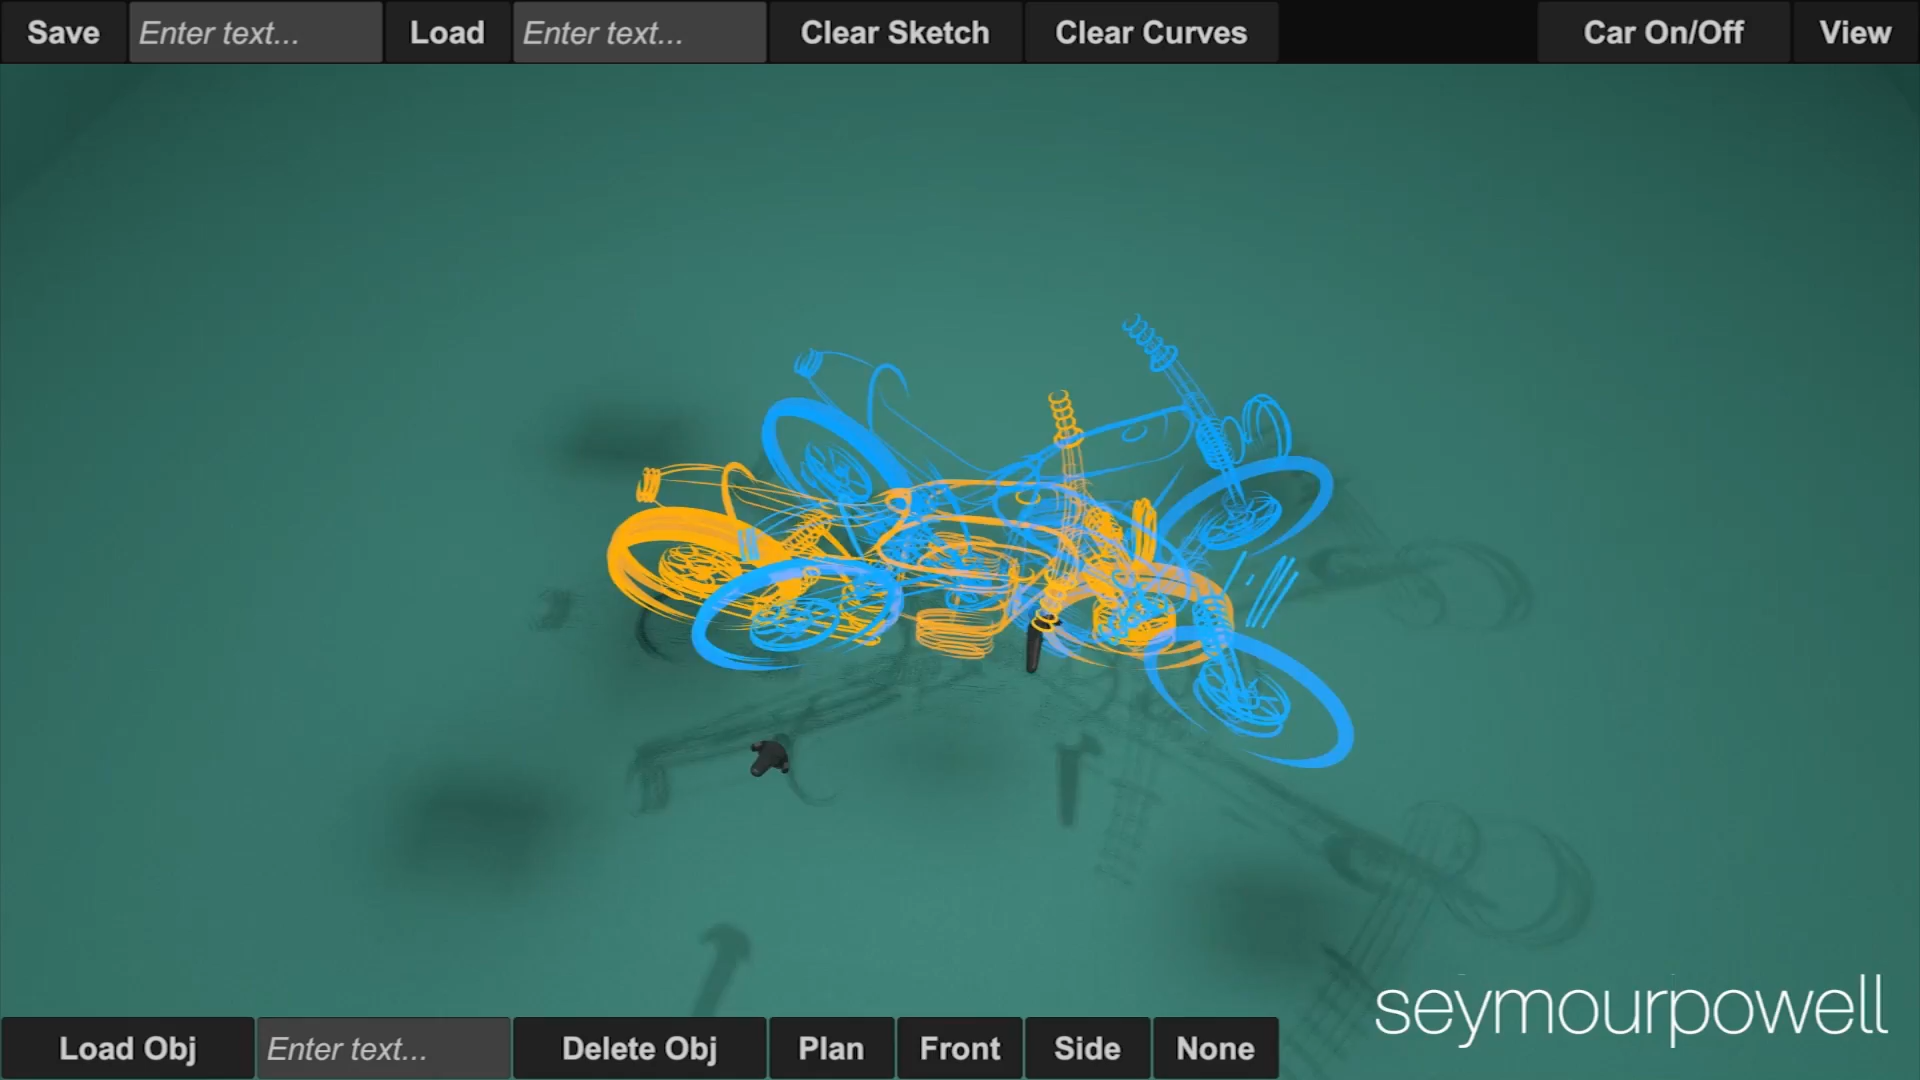 Save Enter text... Load Enter text... Clear Sketch Clear Curves Car On/Off View
seymourpowell
Load Obj Enter text... Delete Obj Plan Front Side None